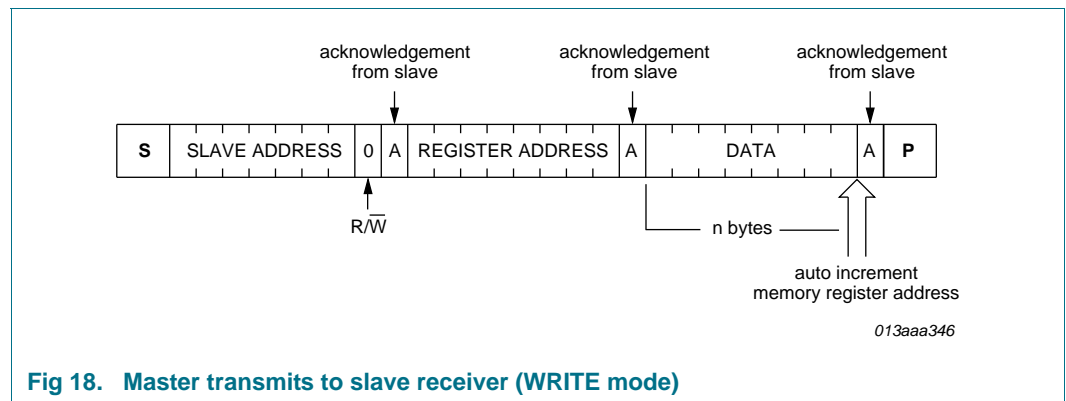 acknowledgement
from slave
acknowledgement
from slave
acknowledgement
from slave
S SLAVE ADDRESS 0 A REGISTER ADDRESS A DATA A P
R/W̅
n bytes
auto increment
memory register address
013aaa346
Fig 18. Master transmits to slave receiver (WRITE mode)